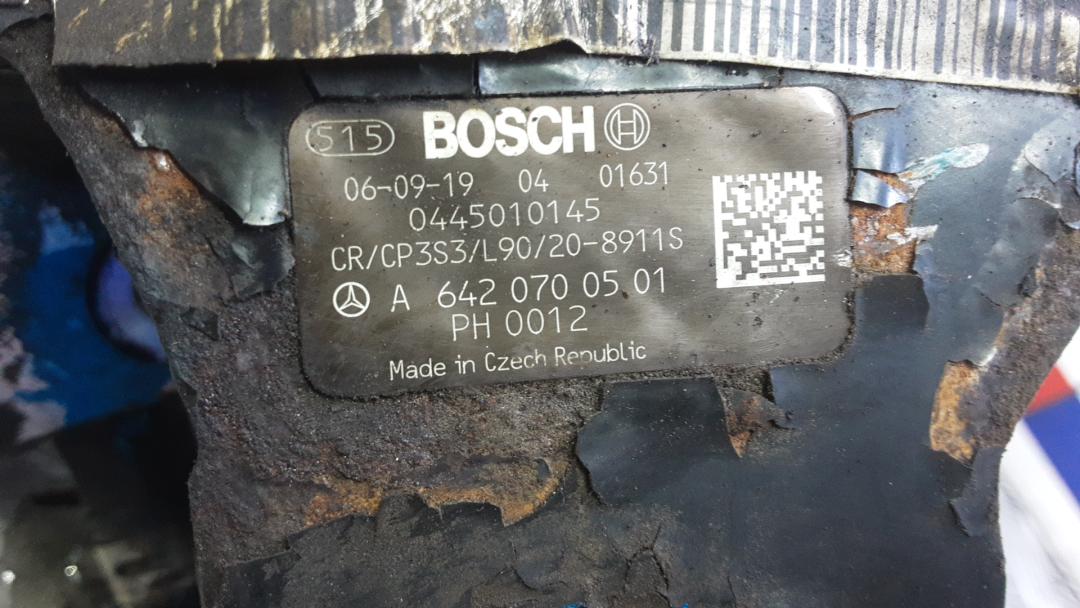 S15 BOSCH
06-09-19 04 01631
0445010145
CR/CP3S3/L90/20-8911S
A 642 070 05 01
PH 0012
Made in Czech Republic